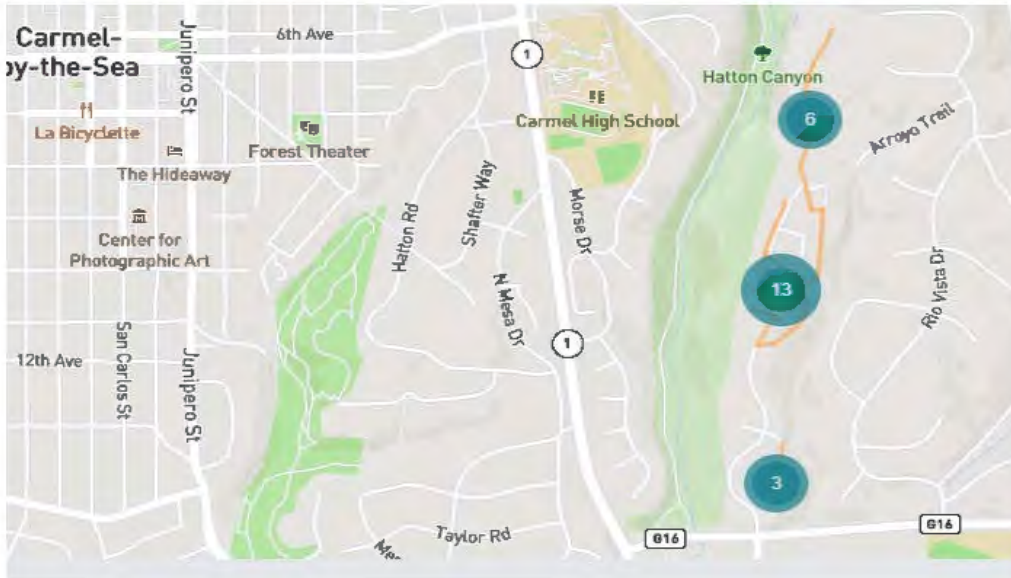 Carmel-
by-the-Sea
Junipero St
6th Ave
1
Hatton Canyon
La Bicyclette
Forest Theater
Carmel High School
6
Arroyo Trail
The Hideaway
Center for
Photographic Art
Hatton Rd
Shafter Way
Morse Dr
N Mesa Dr
13
Rio Vista Dr
San Carlos St
12th Ave
Junipero St
1
3
Taylor Rd
G16
G16